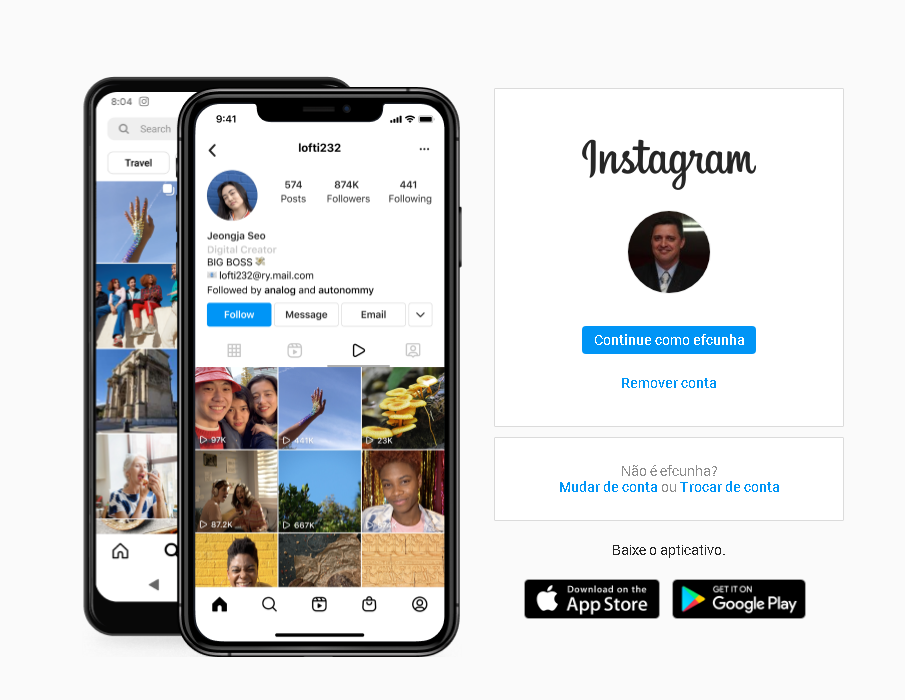 8:04
Search
Travel
9:41
lofti232
574
874K
441
Posts
Followers
Following
Jeongja Seo
Digital Creator
BIG BOSS
lofti232@ry.mail.com
Followed by analog and autonommy
Follow
Message
Email
97K
441K
23K
87.2K
667K
Instagram
Continue como efcunha
Remover conta
Não é efcunha?
Mudar de conta ou Trocar de conta
Baixe o apticativo.
Download on the
App Store
GET IT ON
Google Play